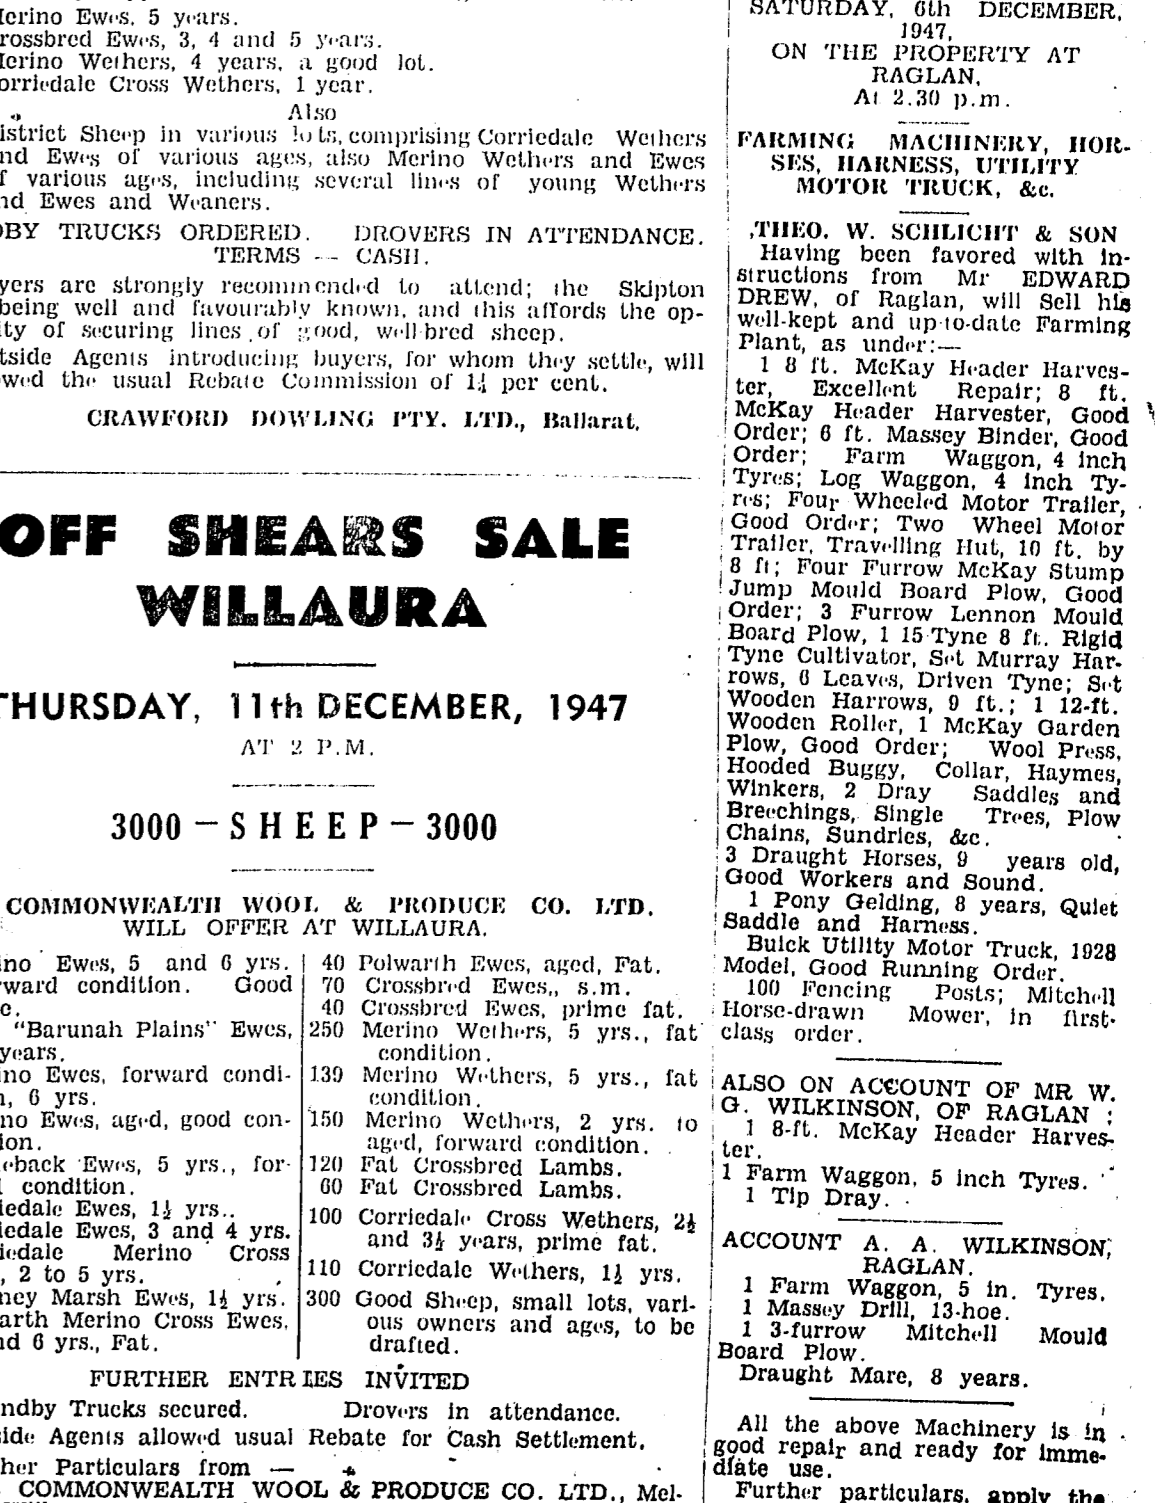 Merino Ewes, 5 years.
rossbred Ewes, 3, 4 and 5 years.
Merino Wethers, 4 years, a good lot.
orriedale Cross Wethers, 1 year.
Also
istrict Sheep in various lots, comprising Corriedale Wethers
nd Ewes of various ages, also Merino Wethers and Ewes
f various ages, including several lines of young Wethers
nd Ewes and Weaners.
DBY TRUCKS ORDERED. DROVERS IN ATTENDANCE.
TERMS -- CASH.
yers are strongly recommended to attend; the Skipton
being well and favourably known, and this affords the op-
ity of securing lines of good, well-bred sheep.
tside Agents introducing buyers, for whom they settle, will
owed the usual Rebate Commission of 1¼ per cent.
CRAWFORD DOWLING PTY. LTD., Ballarat.
OFF SHEARS SALE
WILLAURA
THURSDAY, 11th DECEMBER, 1947
AT 2 P.M.
3000 — SHEEP — 3000
COMMONWEALTH WOOL & PRODUCE CO. LTD.
WILL OFFER AT WILLAURA.
ino Ewes, 5 and 6 yrs.
ward condition. Good
e.
"Barunah Plains" Ewes,
years.
ino Ewes, forward condi-
n, 6 yrs.
no Ewes, aged, good con-
ion.
eback Ewes, 5 yrs., for-
l condition.
iedale Ewes, 1½ yrs..
iedale Ewes, 3 and 4 yrs.
iedale Merino Cross
, 2 to 5 yrs.
ney Marsh Ewes, 1½ yrs.
arth Merino Cross Ewes,
nd 6 yrs., Fat.
40 Polwarth Ewes, aged, Fat.
70 Crossbred Ewes,, s.m.
40 Crossbred Ewes, prime fat.
250 Merino Wethers, 5 yrs., fat
condition.
139 Merino Wethers, 5 yrs., fat
condition.
150 Merino Wethers, 2 yrs. to
aged, forward condition.
120 Fat Crossbred Lambs.
60 Fat Crossbred Lambs.
100 Corriedale Cross Wethers, 2½
and 3½ years, prime fat.
110 Corriedale Wethers, 1½ yrs.
300 Good Sheep, small lots, vari-
ous owners and ages, to be
drafted.
FURTHER ENTRIES INVITED
ndby Trucks secured. Drovers in attendance.
ide Agents allowed usual Rebate for Cash Settlement.
her Particulars from —
COMMONWEALTH WOOL & PRODUCE CO. LTD., Mel-
SATURDAY, 6th DECEMBER,
1947,
ON THE PROPERTY AT
RAGLAN,
At 2.30 p.m.
FARMING MACHINERY, HOR-
SES, HARNESS, UTILITY
MOTOR TRUCK, &c.
THEO. W. SCHLICHT & SON
Having been favored with in-
structions from Mr EDWARD
DREW, of Raglan, will Sell his
well-kept and up-to-date Farming
Plant, as under:—
1 8 ft. McKay Header Harves-
ter, Excellent Repair; 8 ft.
McKay Header Harvester, Good
Order; 6 ft. Massey Binder, Good
Order; Farm Waggon, 4 inch
Tyres; Log Waggon, 4 inch Ty-
res; Four Wheeled Motor Trailer,
Good Order; Two Wheel Motor
Trailer, Travelling Hut, 10 ft. by
8 ft; Four Furrow McKay Stump
Jump Mould Board Plow, Good
Order; 3 Furrow Lennon Mould
Board Plow, 1 15 Tyne 8 ft. Rigid
Tyne Cultivator, Set Murray Har-
rows, 6 Leaves, Driven Tyne; Set
Wooden Harrows, 9 ft.; 1 12-ft.
Wooden Roller, 1 McKay Garden
Plow, Good Order; Wool Press,
Hooded Buggy, Collar, Haymes,
Winkers, 2 Dray Saddles and
Breechings, Single Trees, Plow
Chains, Sundries, &c.
3 Draught Horses, 9 years old,
Good Workers and Sound.
1 Pony Gelding, 8 years, Quiet
Saddle and Harness.
Buick Utility Motor Truck, 1928
Model, Good Running Order.
100 Fencing Posts; Mitchell
Horse-drawn Mower, in first-
class order.
ALSO ON ACCOUNT OF MR W.
G. WILKINSON, OF RAGLAN :
1 8-ft. McKay Header Harves-
ter.
1 Farm Waggon, 5 inch Tyres.
1 Tip Dray.
ACCOUNT A. A. WILKINSON,
RAGLAN.
1 Farm Waggon, 5 in. Tyres.
1 Massey Drill, 13-hoe.
1 3-furrow Mitchell Mould
Board Plow.
Draught Mare, 8 years.
All the above Machinery is in
good repair and ready for imme-
diate use.
Further particulars, apply the